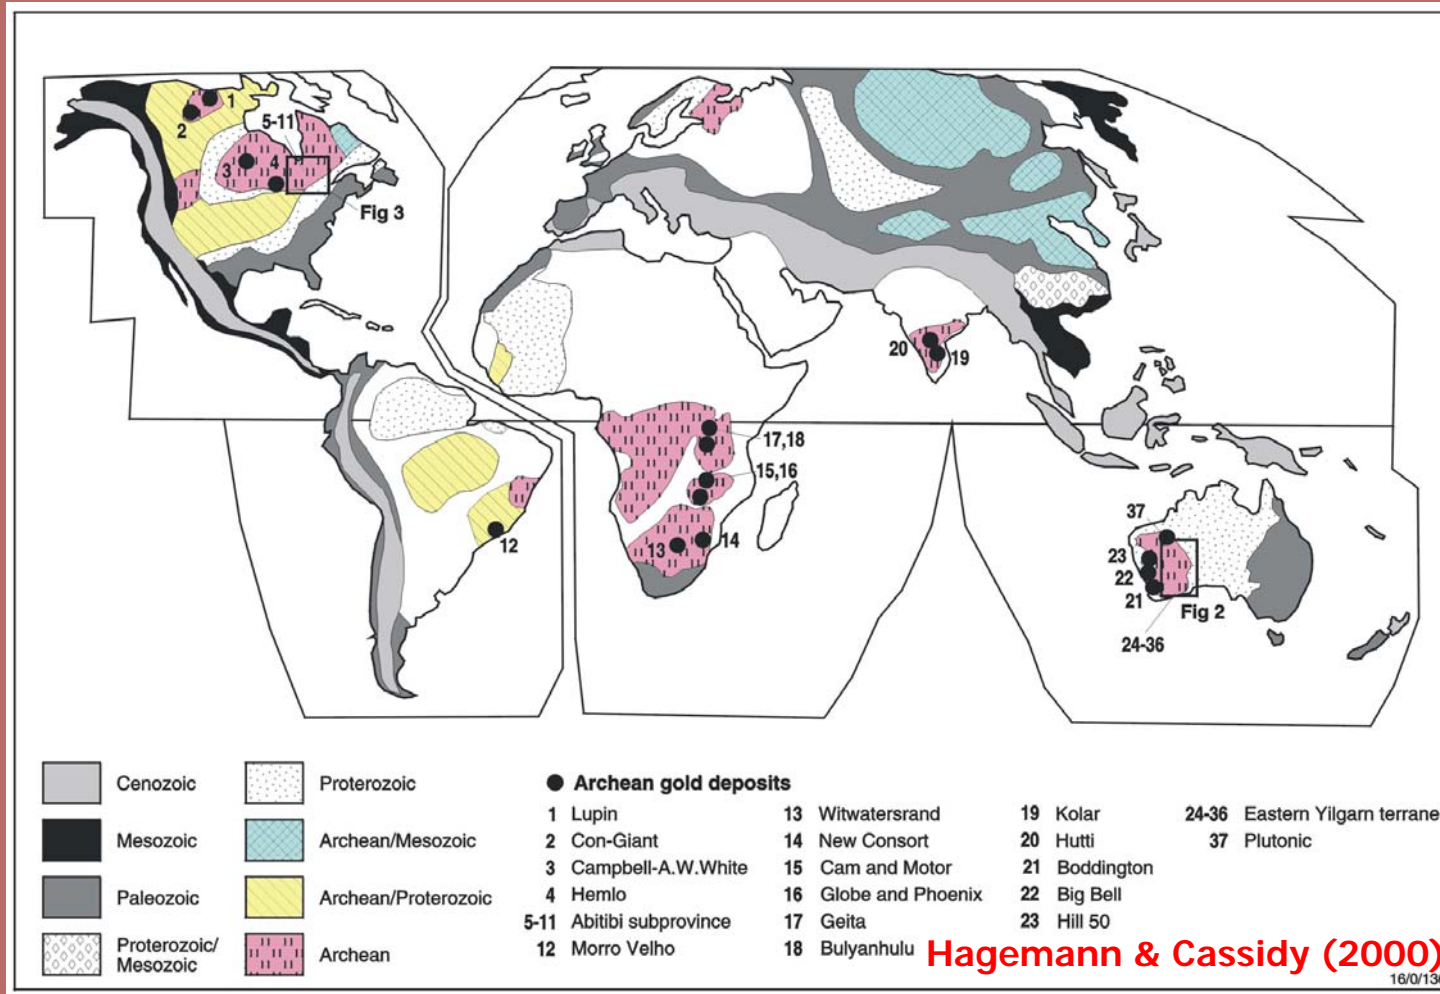 1
2
5-11
3
4
Fig 3
20
19
17,18
15,16
12
13
14
37
23
22
21
Fig 2
24-36
Cenozoic
Mesozoic
Paleozoic
Proterozoic/
Mesozoic
Proterozoic
Archean/Mesozoic
Archean/Proterozoic
Archean
Archean gold deposits
1 Lupin
2 Con-Giant
3 Campbell-A.W.White
4 Hemlo
5-11 Abitibi subprovince
12 Morro Velho
13 Witwatersrand
14 New Consort
15 Cam and Motor
16 Globe and Phoenix
17 Geita
18 Bulyanhulu
19 Kolar
20 Hutti
21 Boddington
22 Big Bell
23 Hill 50
24-36 Eastern Yilgarn terrane
37 Plutonic
Hagemann & Cassidy (2000)